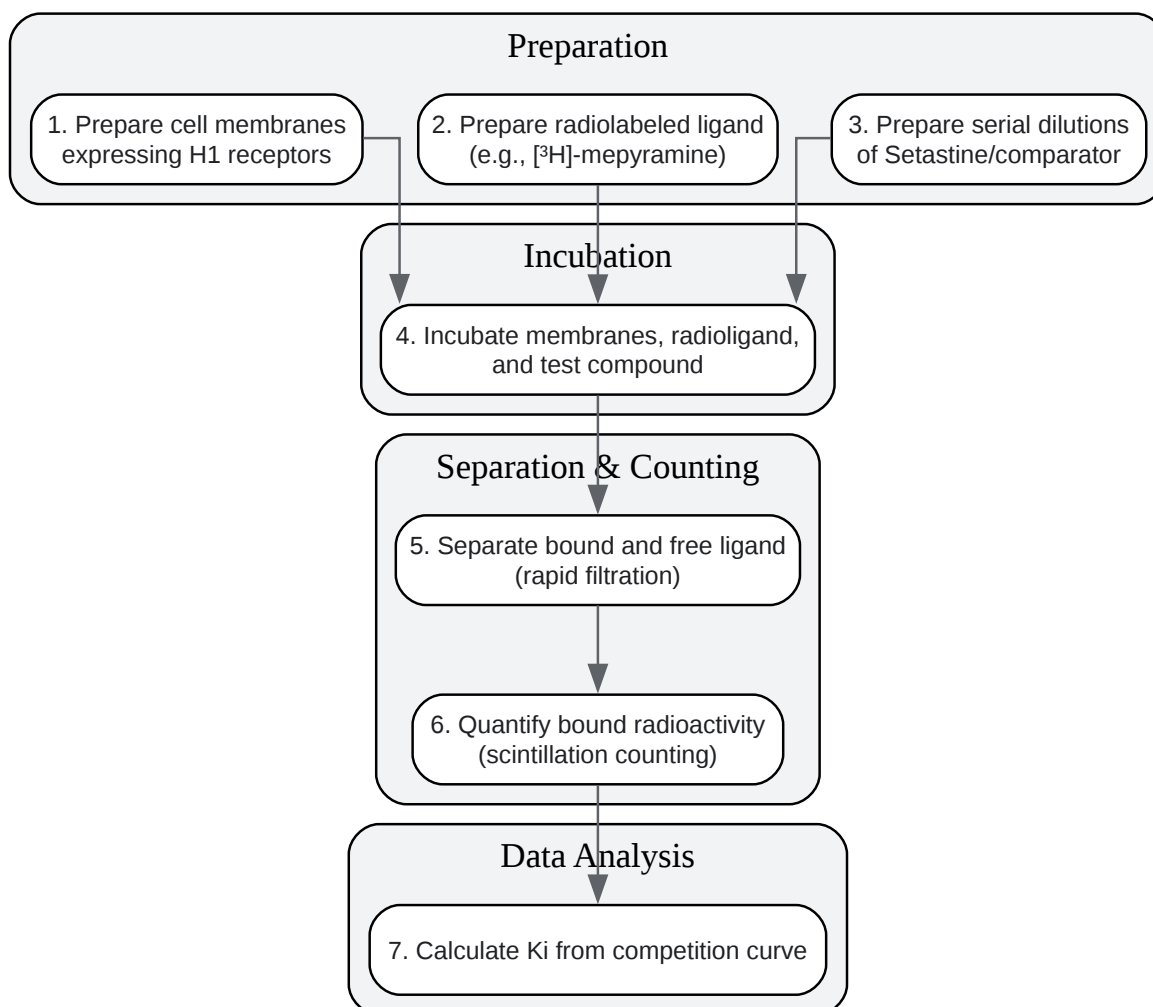 Preparation
1. Prepare cell membranes
expressing H1 receptors
2. Prepare radiolabeled ligand
(e.g., [³H]-mepyramine)
3. Prepare serial dilutions
of Setastine/comparator
Incubation
4. Incubate membranes, radioligand,
and test compound
Separation & Counting
5. Separate bound and free ligand
(rapid filtration)
6. Quantify bound radioactivity
(scintillation counting)
Data Analysis
7. Calculate Ki from competition curve